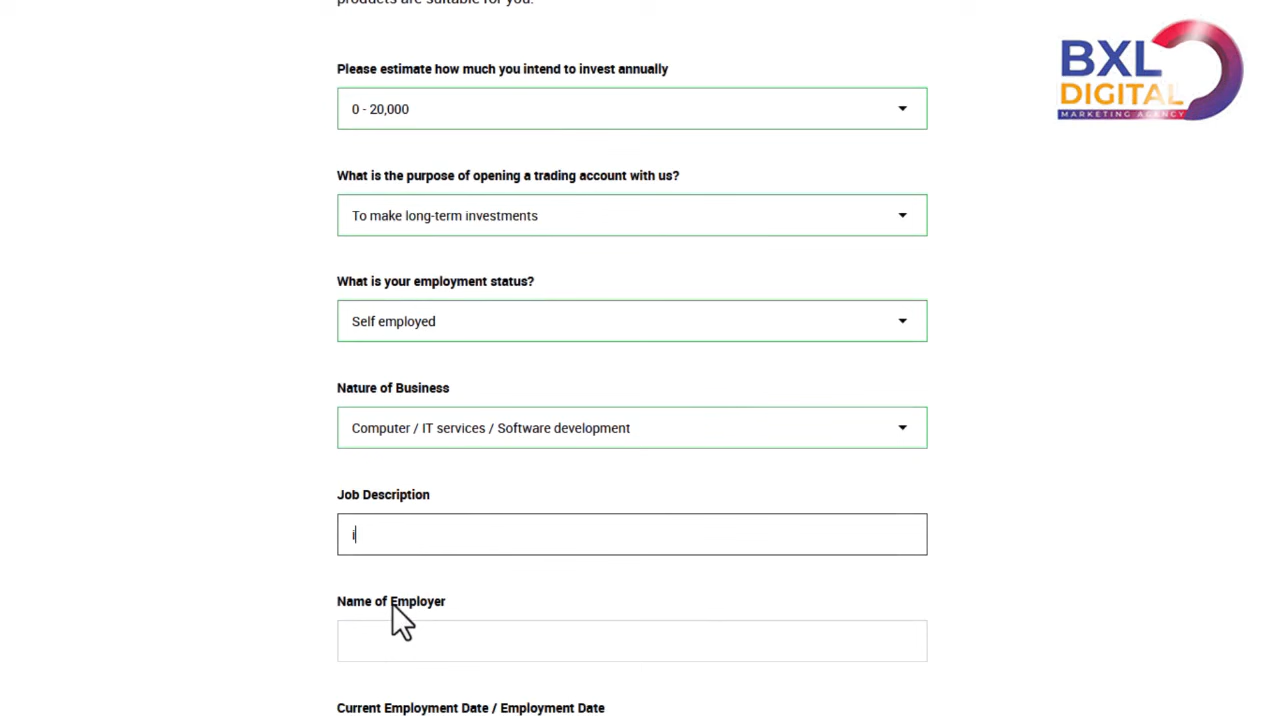 products are suitable for you.
BXL
DIGITAL
MARKETING AGENCY
Please estimate how much you intend to invest annually
0 - 20,000
What is the purpose of opening a trading account with us?
To make long-term investments
What is your employment status?
Self employed
Nature of Business
Computer / IT services / Software development
Job Description
i
Name of Employer
Current Employment Date / Employment Date